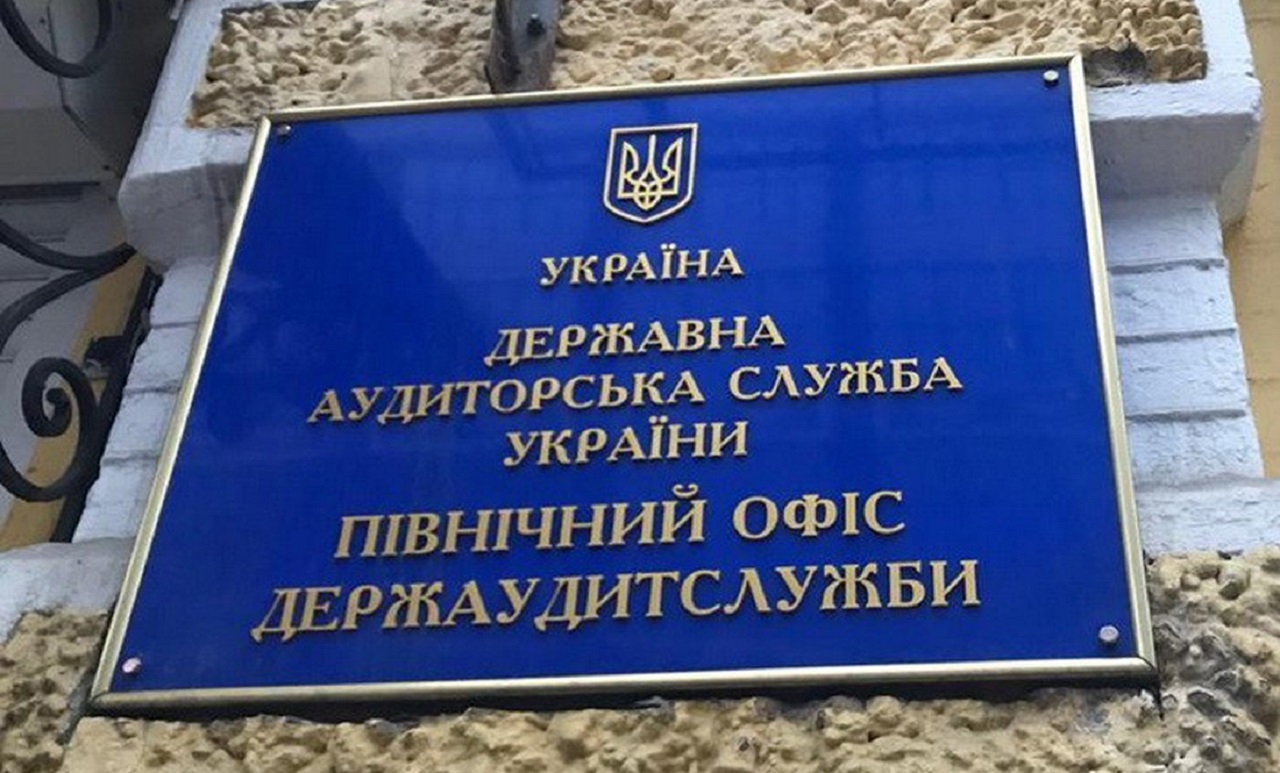 УКРАЇНА
ДЕРЖАВНА
АУДИТОРСЬКА СЛУЖБА
УКРАЇНИ
ПІВНІЧНИЙ ОФІС
ДЕРЖАУДИТСЛУЖБИ